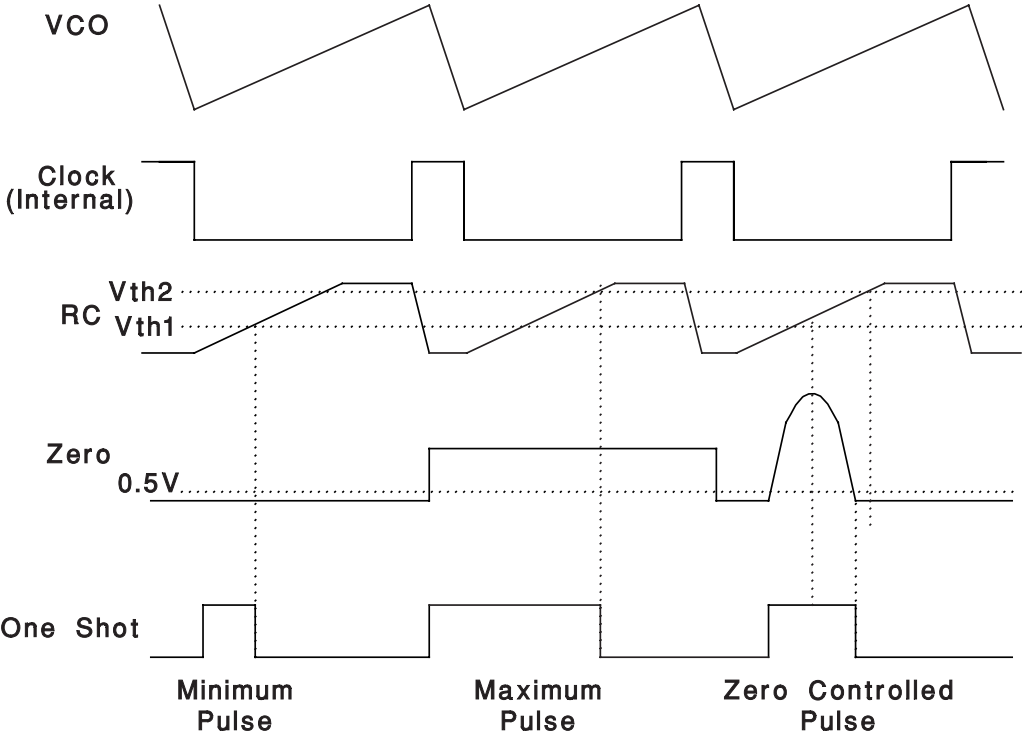 VCO
Clock
(Internal)
Vth2
RC
Vth1
Zero
0.5V
One Shot
Minimum
Pulse
Maximum
Pulse
Zero Controlled
Pulse